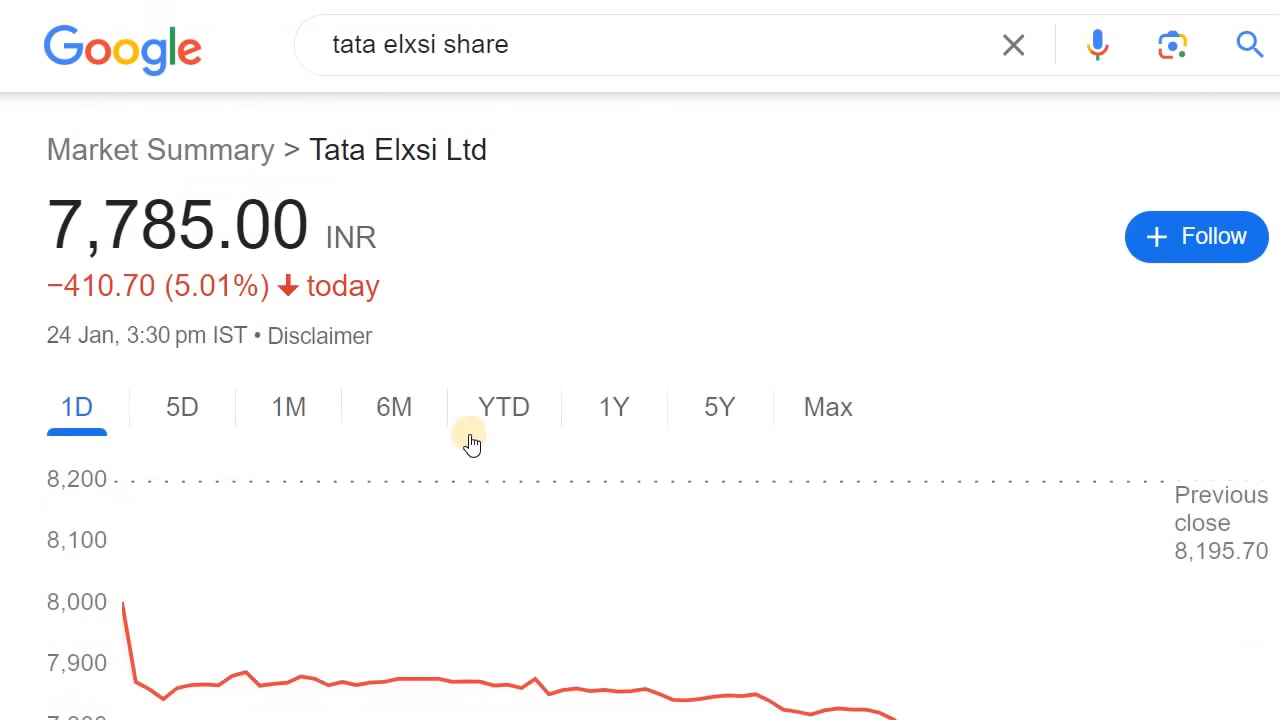 Google
tata elxsi share
Market Summary > Tata Elxsi Ltd
7,785.00 INR
+ Follow
−410.70 (5.01%) ↓ today
24 Jan, 3:30 pm IST • Disclaimer
1D 5D 1M 6M YTD 1Y 5Y Max
8,200
Previous
close
8,195.70
8,100
8,000
7,900